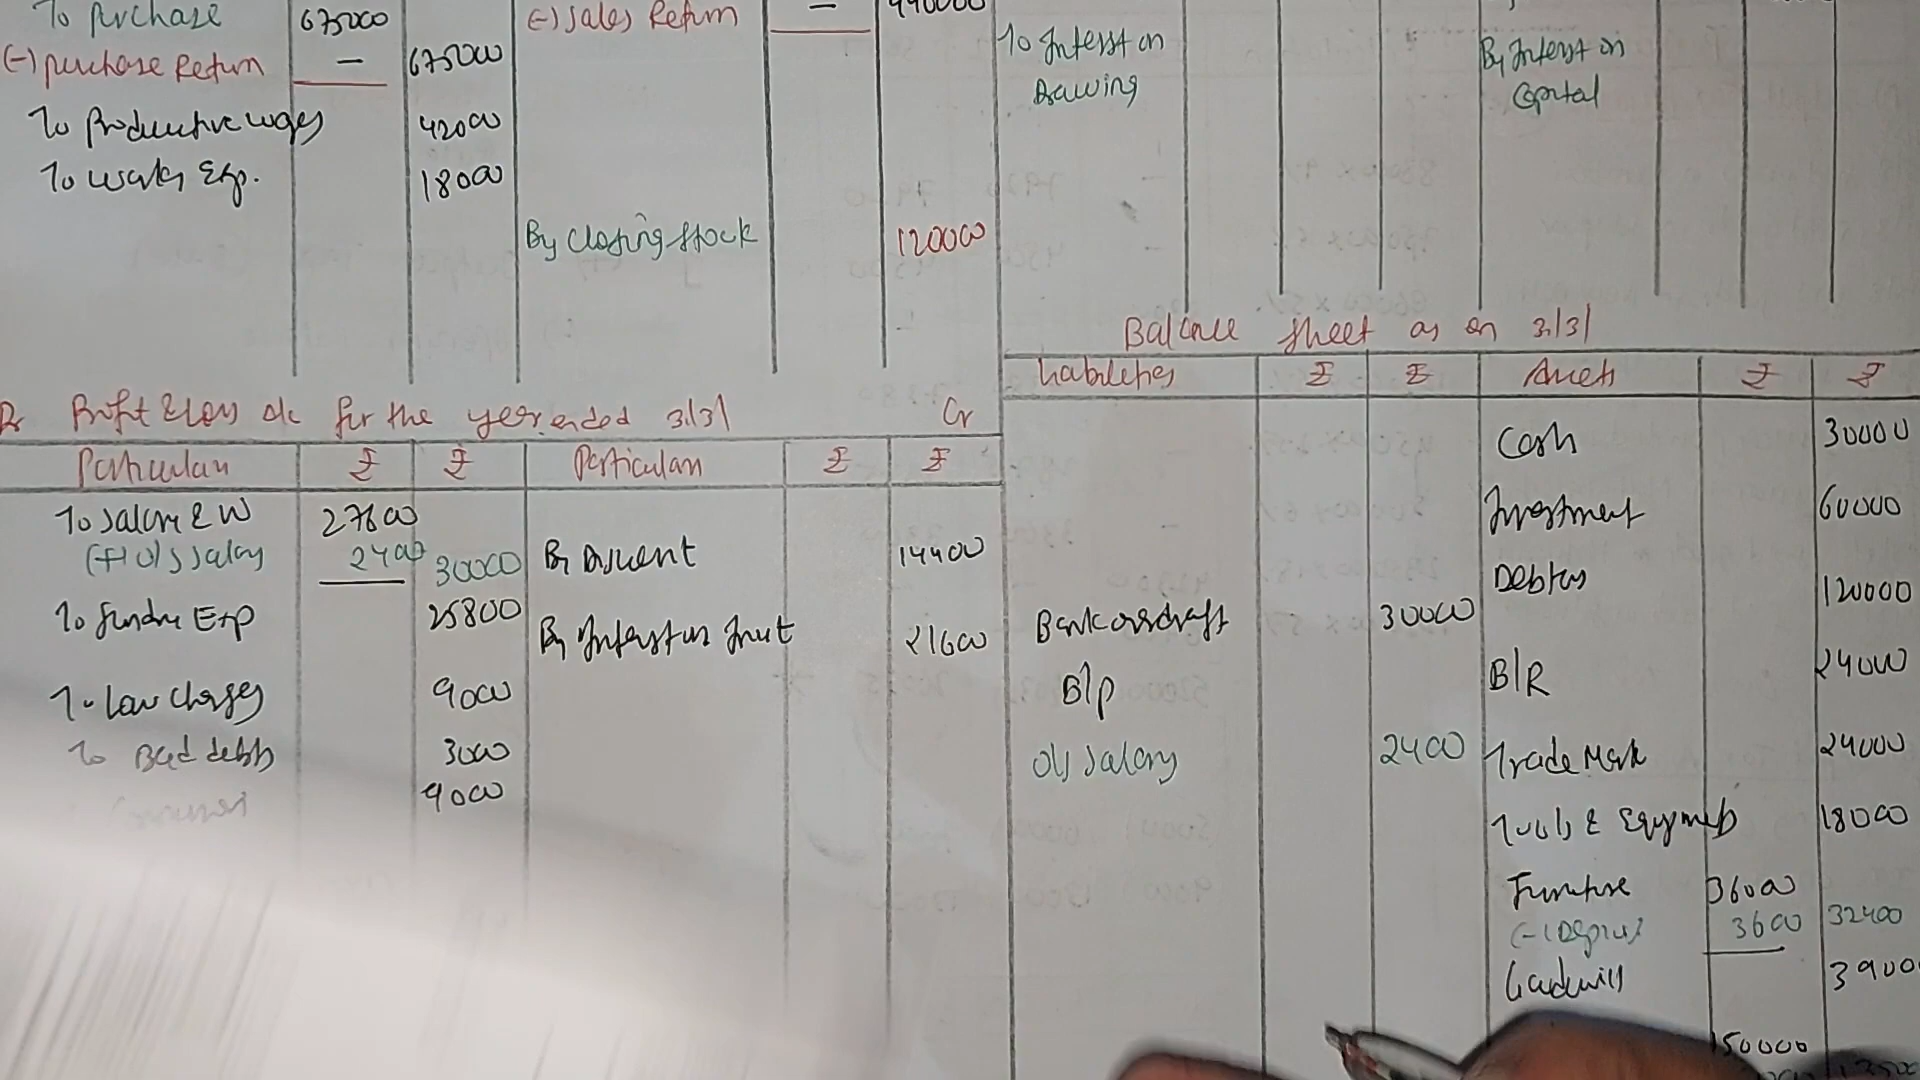 To purchase 675000
(-) purchase Return — 675000
To Productive wages 42000
To Works Exp. 18000
(-) Sales Return — 990000
By Closing stock 120000
To Interest on
Drawing
By Interest on
Capital
Dr Profit & Loss a/c for the year ended 31/3/ Cr
Particulars ₹ ₹ Particulars ₹ ₹
To Salary & W 27600
(+) O/s Salary 2400 30000 By Discount 14400
To Sundry Exp 25800 By Interest on Invt 21600
To Law Charges 9000
To Bad debts 3000
9000
Balance Sheet as on 31/3/
Liabilities ₹ ₹ Assets ₹ ₹
Cash 30000
Investment 60000
Debtors 120000
Bank overdraft 30000
B/P B/R 24000
O/s Salary 2400 Trade Mark 24000
Tools & Equipments 18000
Furniture 36000
(-) Depre 3600 32400
Goodwill 39000
150000